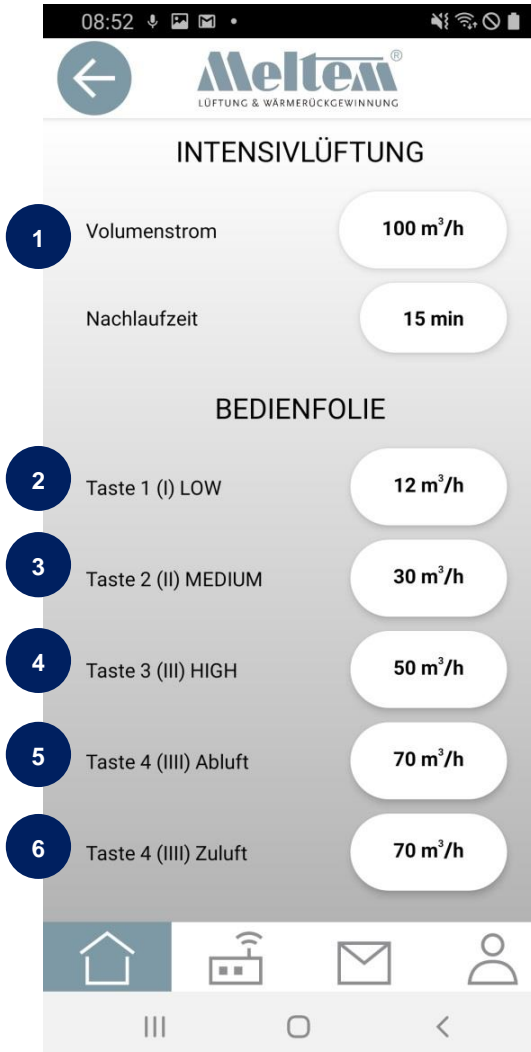 08:52
Meltem®
LÜFTUNG & WÄRMERÜCKGEWINNUNG
INTENSIVLÜFTUNG
1 Volumenstrom 100 m³/h
Nachlaufzeit 15 min
BEDIENFOLIE
2 Taste 1 (I) LOW 12 m³/h
3 Taste 2 (II) MEDIUM 30 m³/h
4 Taste 3 (III) HIGH 50 m³/h
5 Taste 4 (IIII) Abluft 70 m³/h
6 Taste 4 (IIII) Zuluft 70 m³/h